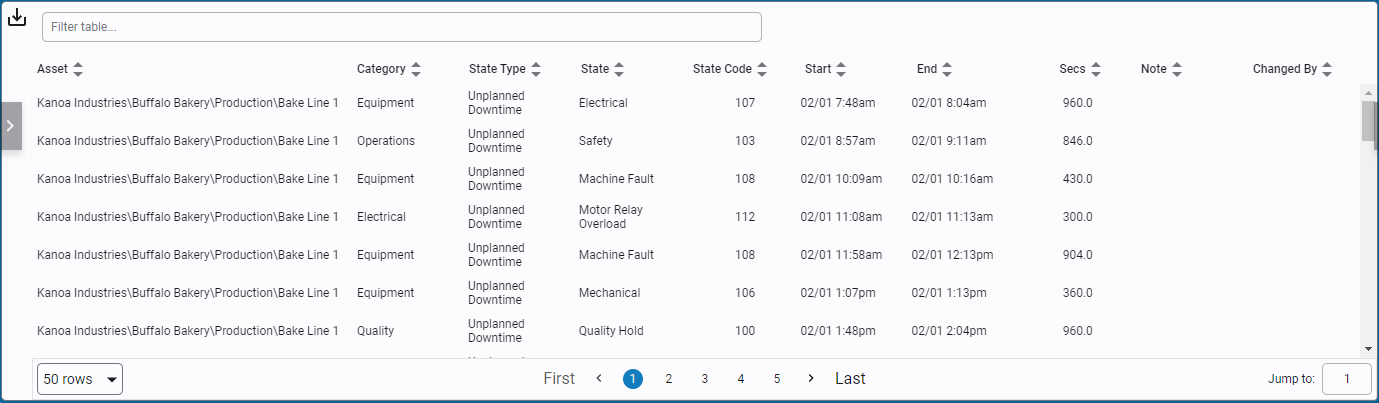 Filter table...
Asset Category State Type State State Code Start End Secs Note Changed By
Kanoa Industries\Buffalo Bakery\Production\Bake Line 1 Equipment Unplanned Downtime Electrical 107 02/01 7:48am 02/01 8:04am 960.0
Kanoa Industries\Buffalo Bakery\Production\Bake Line 1 Operations Unplanned Downtime Safety 103 02/01 8:57am 02/01 9:11am 846.0
Kanoa Industries\Buffalo Bakery\Production\Bake Line 1 Equipment Unplanned Downtime Machine Fault 108 02/01 10:09am 02/01 10:16am 430.0
Kanoa Industries\Buffalo Bakery\Production\Bake Line 1 Electrical Unplanned Downtime Motor Relay Overload 112 02/01 11:08am 02/01 11:13am 300.0
Kanoa Industries\Buffalo Bakery\Production\Bake Line 1 Equipment Unplanned Downtime Machine Fault 108 02/01 11:58am 02/01 12:13pm 904.0
Kanoa Industries\Buffalo Bakery\Production\Bake Line 1 Equipment Unplanned Downtime Mechanical 106 02/01 1:07pm 02/01 1:13pm 360.0
Kanoa Industries\Buffalo Bakery\Production\Bake Line 1 Quality Unplanned Downtime Quality Hold 100 02/01 1:48pm 02/01 2:04pm 960.0
50 rows First 1 2 3 4 5 Last Jump to: 1